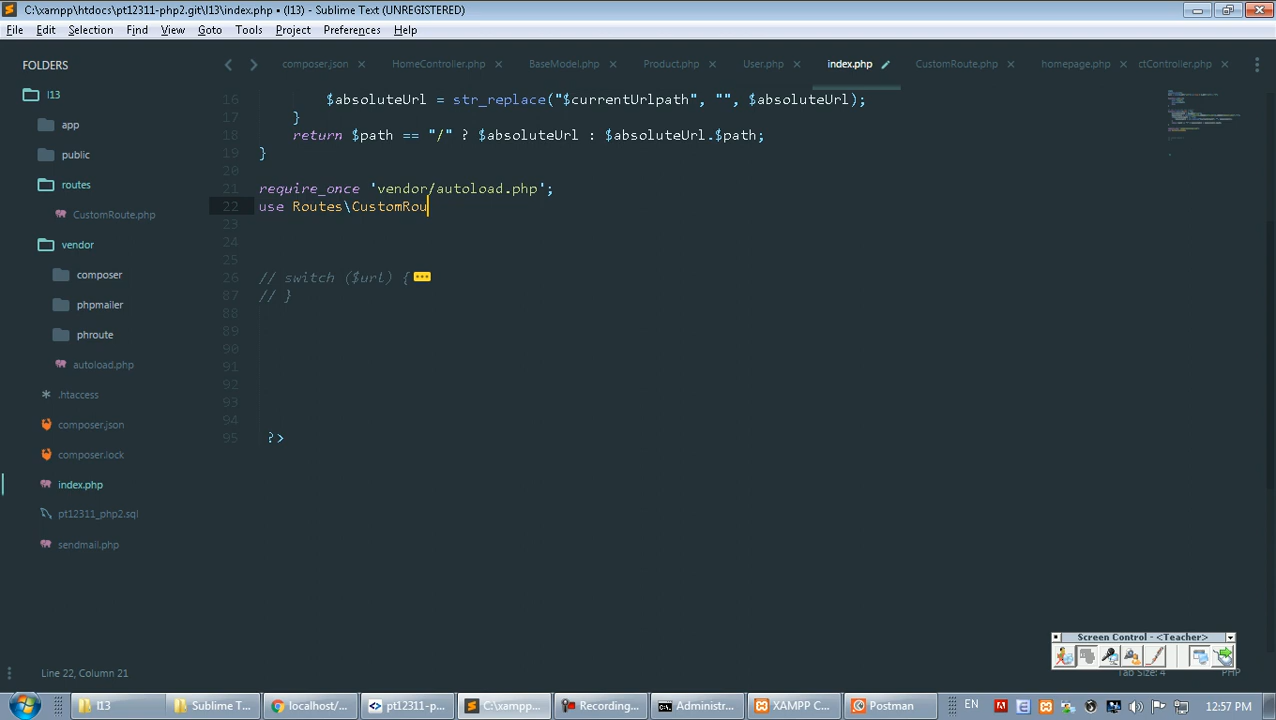 C:\xampp\htdocs\pt12311-php2.git\l13\index.php • (l13) - Sublime Text (UNREGISTERED)
File Edit Selection Find View Goto Tools Project Preferences Help
FOLDERS
composer.json HomeController.php BaseModel.php Product.php User.php index.php CustomRoute.php homepage.php ctController.php
l13
app
public
routes
CustomRoute.php
vendor
composer
phpmailer
phroute
autoload.php
.htaccess
composer.json
composer.lock
index.php
pt12311_php2.sql
sendmail.php
16 $absoluteUrl = str_replace("$currentUrlpath", "", $absoluteUrl);
17 }
18 return $path == "/" ? $absoluteUrl : $absoluteUrl.$path;
19 }
20
21 require_once 'vendor/autoload.php';
22 use Routes\CustomRou
23
24
25
26 // switch ($url) {
87 // }
88
89
90
91
92
93
94
95 ?>
Screen Control - <Teacher>
Line 22, Column 21
Tab Size: 4
PHP
l13
Sublime T...
localhost/...
pt12311-p...
C:\xampp...
Recording...
Administr...
XAMPP C...
Postman
EN
12:57 PM